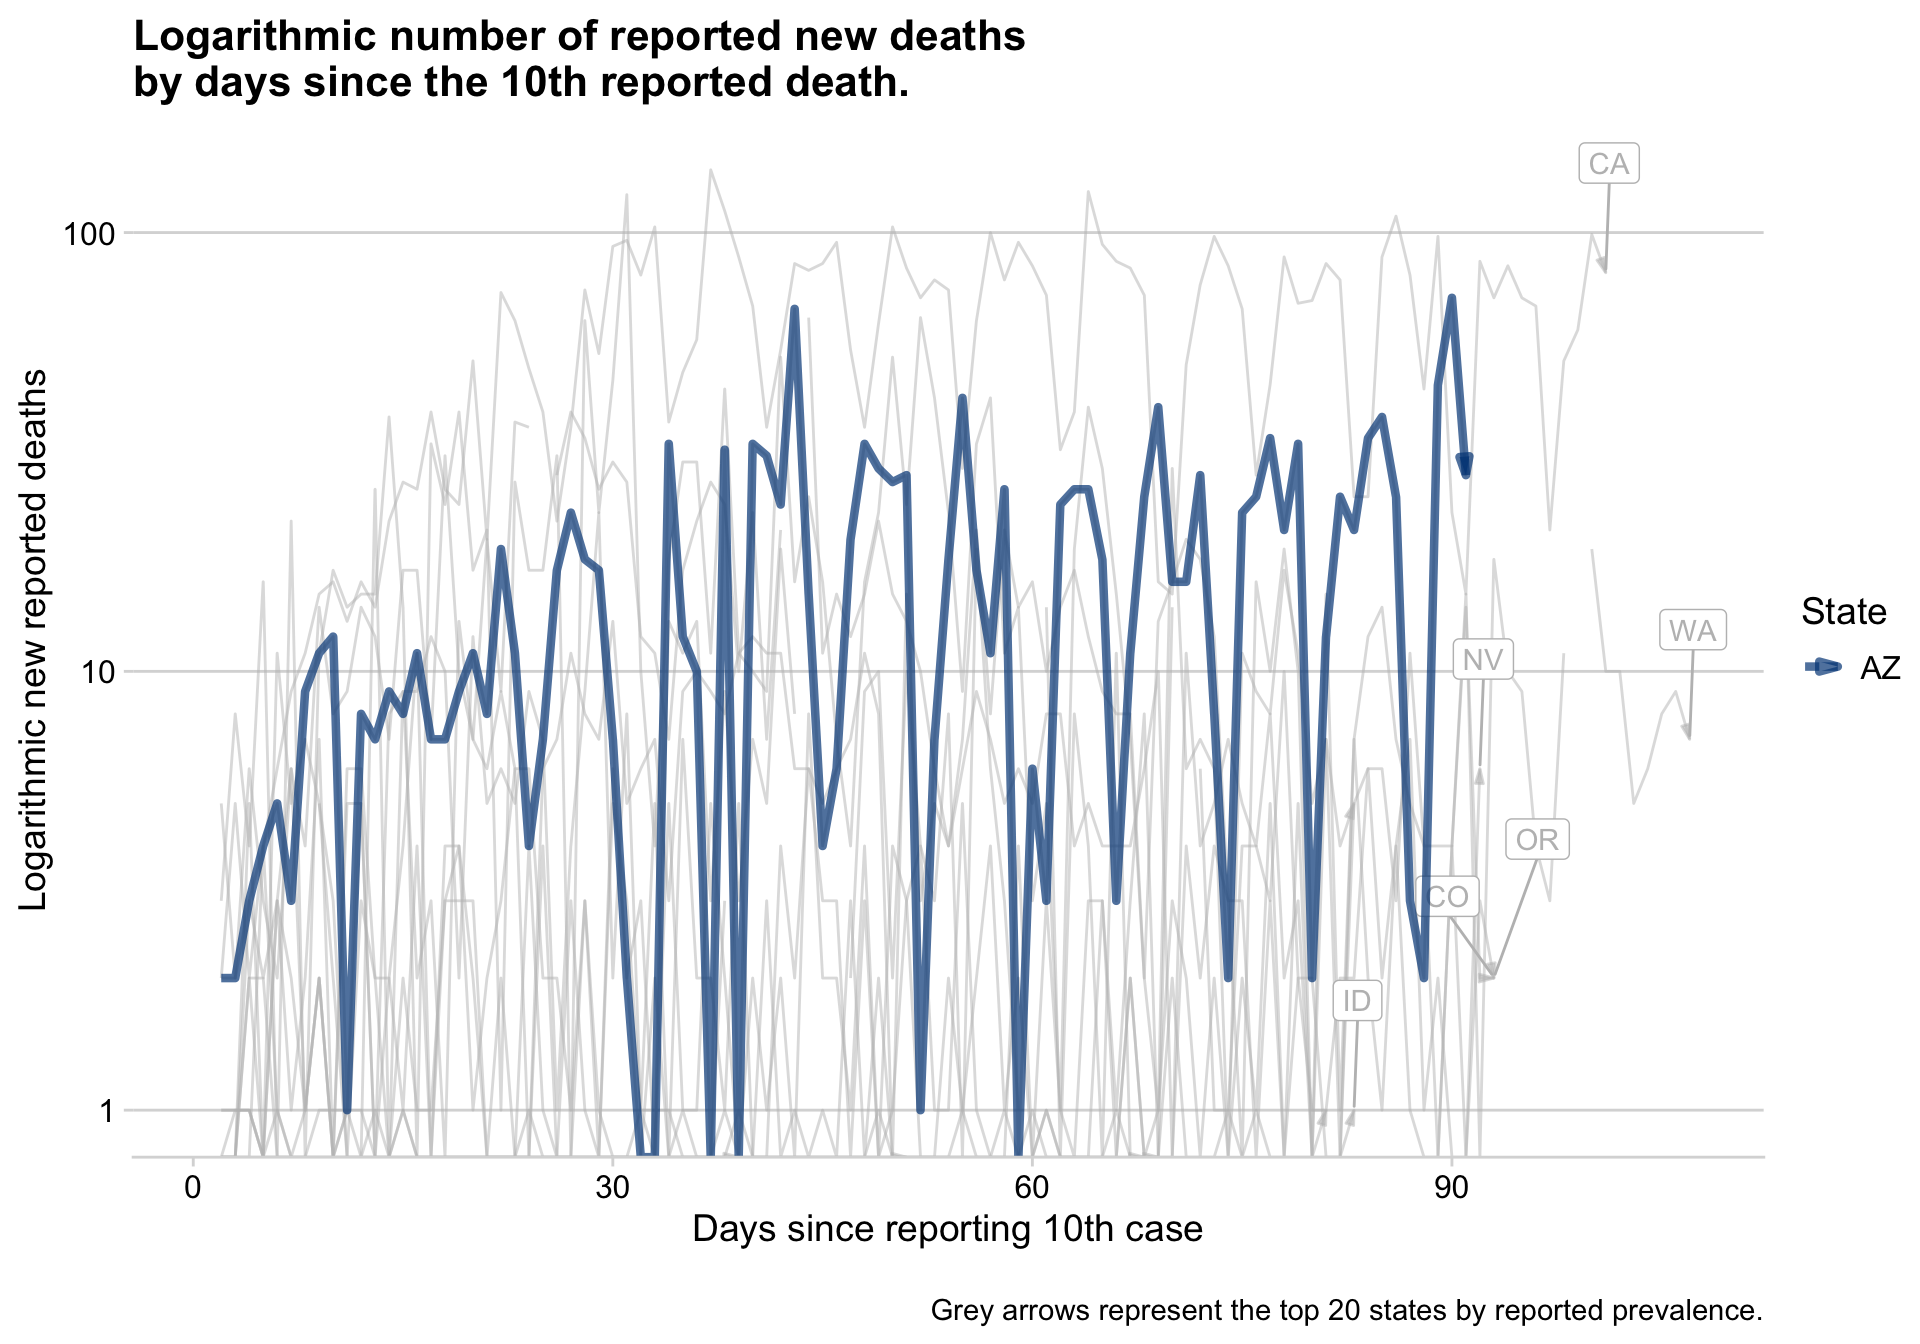 Logarithmic number of reported new deaths
by days since the 10th reported death.
CA
100
WA
State
NV
10
AZ
OR
CO
ID
1
0 30 60 90
Logarithmic new reported deaths
Days since reporting 10th case
Grey arrows represent the top 20 states by reported prevalence.